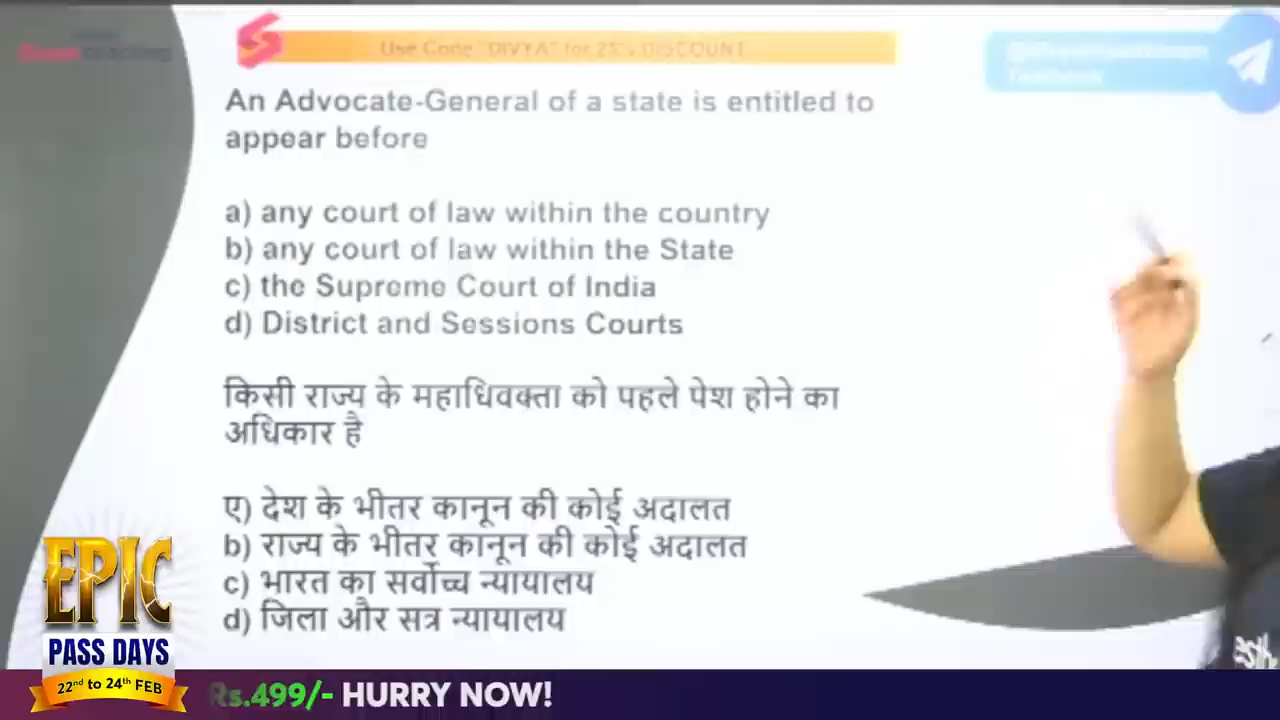 Use Code "DIVYA" for 25% DISCOUNT
An Advocate-General of a state is entitled to
appear before
a) any court of law within the country
b) any court of law within the State
c) the Supreme Court of India
d) District and Sessions Courts
किसी राज्य के महाधिवक्ता को पहले पेश होने का
अधिकार है
ए) देश के भीतर कानून की कोई अदालत
b) राज्य के भीतर कानून की कोई अदालत
c) भारत का सर्वोच्च न्यायालय
d) जिला और सत्र न्यायालय
EPIC
PASS DAYS
22nd to 24th FEB
Rs.499/- HURRY NOW!